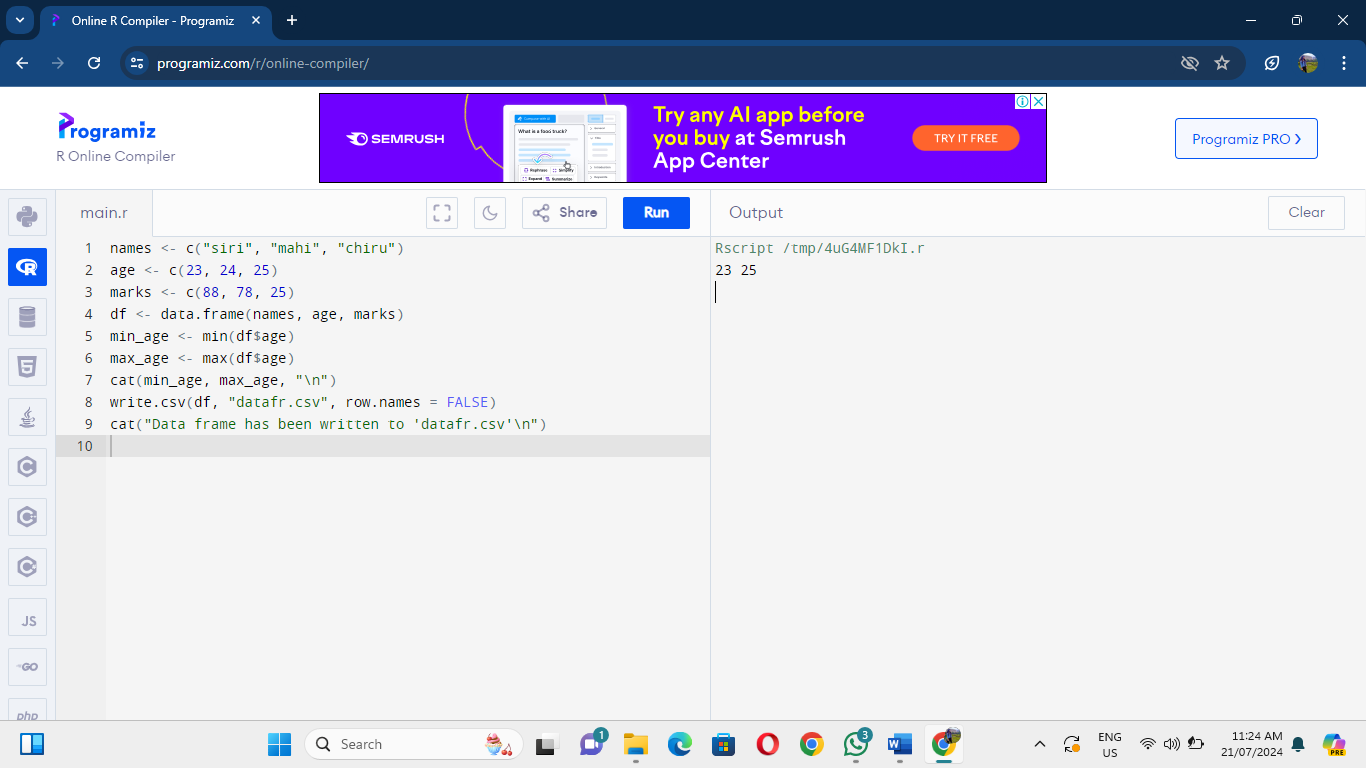 Online R Compiler - Programiz
programiz.com/r/online-compiler/
Programiz
R Online Compiler
SEMRUSH
What is a food truck?
Rephrase
Simplify
Expand
Summarize
Try any AI app before
you buy at Semrush
App Center
TRY IT FREE
Programiz PRO >
main.r
Share
Run
Output
Clear
1 names <- c("siri", "mahi", "chiru")
2 age <- c(23, 24, 25)
3 marks <- c(88, 78, 25)
4 df <- data.frame(names, age, marks)
5 min_age <- min(df$age)
6 max_age <- max(df$age)
7 cat(min_age, max_age, "\n")
8 write.csv(df, "datafr.csv", row.names = FALSE)
9 cat("Data frame has been written to 'datafr.csv'\n")
10
Rscript /tmp/4uG4MF1DkI.r
23 25
JS
GO
php
Search
1
3
ENG
US
11:24 AM
21/07/2024
PRE